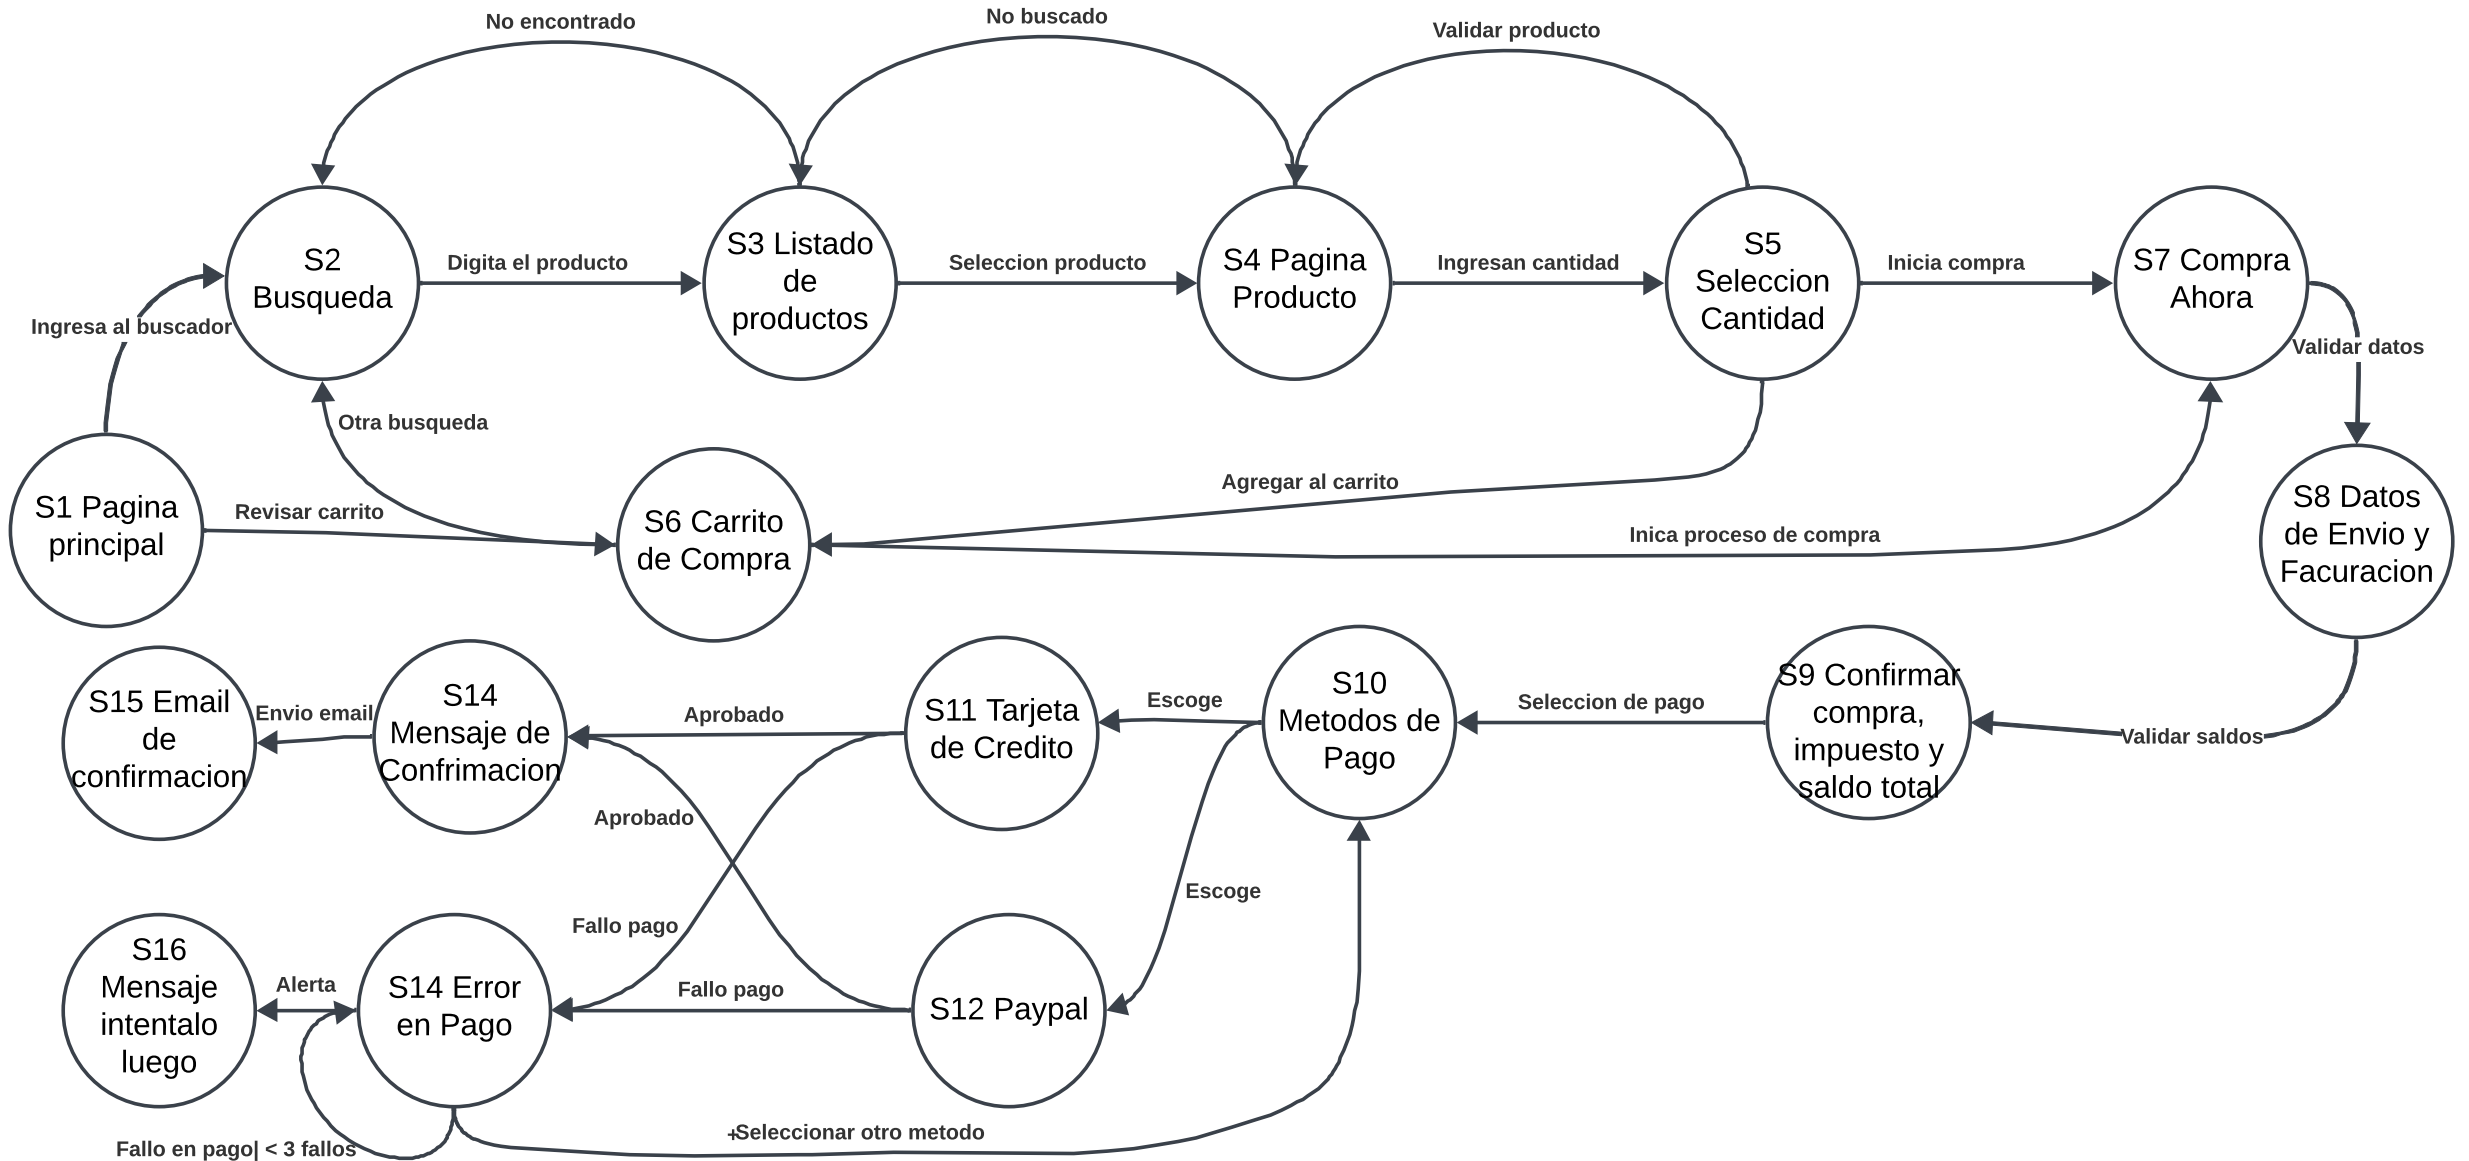 No encontrado
No buscado
Validar producto
S2
Busqueda
Digita el producto
S3 Listado
de
productos
Seleccion producto
S4 Pagina
Producto
Ingresan cantidad
S5
Seleccion
Cantidad
Inicia compra
S7 Compra
Ahora
Ingresa al buscador
Validar datos
Otra busqueda
S1 Pagina
principal
Revisar carrito
S6 Carrito
de Compra
Agregar al carrito
Inica proceso de compra
S8 Datos
de Envio y
Facuracion
S15 Email
de
confirmacion
Envio email
S14
Mensaje de
Confrimacion
Aprobado
S11 Tarjeta
de Credito
Escoge
S10
Metodos de
Pago
Seleccion de pago
S9 Confirmar
compra,
impuesto y
saldo total
Validar saldos
Aprobado
Escoge
Fallo pago
S16
Mensaje
intentalo
luego
Alerta
S14 Error
en Pago
Fallo pago
S12 Paypal
Fallo en pago| < 3 fallos
+Seleccionar otro metodo